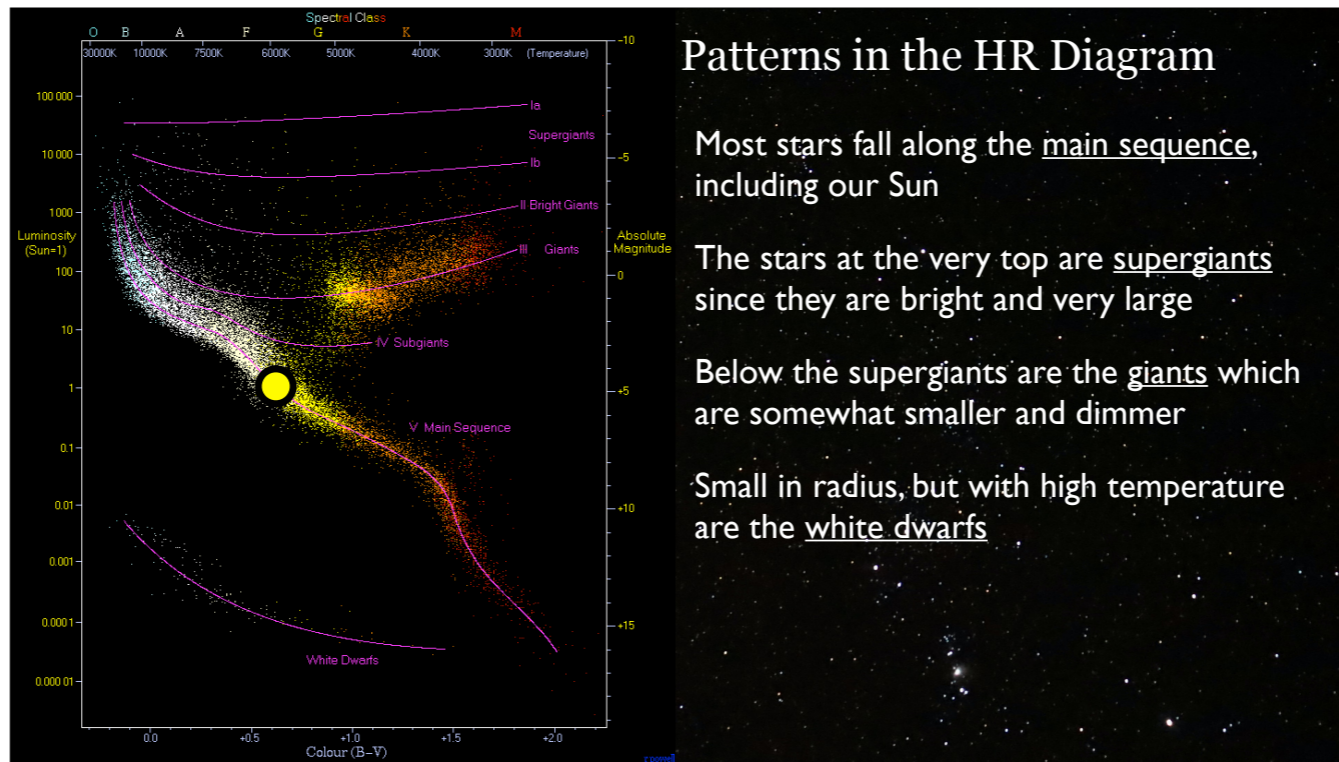 Spectral Class
O B A F G K M
30000K 10000K 7500K 6000K 5000K 4000K 3000K (Temperature)
-10
100 000
10 000
1000
100
10
1
0.1
0.01
0.001
0.0001
0.000 01
Luminosity
(Sun=1)
Ia
Supergiants
Ib
II Bright Giants
III Giants
IV Subgiants
V Main Sequence
White Dwarfs
-5
Absolute
Magnitude
0
+5
+10
+15
0.0 +0.5 +1.0 +1.5 +2.0
Colour (B-V)
Patterns in the HR Diagram
Most stars fall along the main sequence,
including our Sun
The stars at the very top are supergiants
since they are bright and very large
Below the supergiants are the giants which
are somewhat smaller and dimmer
Small in radius, but with high temperature
are the white dwarfs